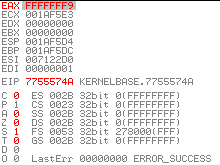 EAX FFFFFFF9
ECX 001AF5E3
EDX 00000000
EBX 00000000
ESP 001AF5D4
EBP 001AF5DC
ESI 007122D0
EDI 00000001
EIP 7755574A KERNELBASE.7755574A
C 0 ES 002B 32bit 0(FFFFFFFF)
P 1 CS 0023 32bit 0(FFFFFFFF)
A 0 SS 002B 32bit 0(FFFFFFFF)
Z 0 DS 002B 32bit 0(FFFFFFFF)
S 1 FS 0053 32bit 278000(FFF)
T 0 GS 002B 32bit 0(FFFFFFFF)
D 0
O 0 LastErr 00000000 ERROR_SUCCESS